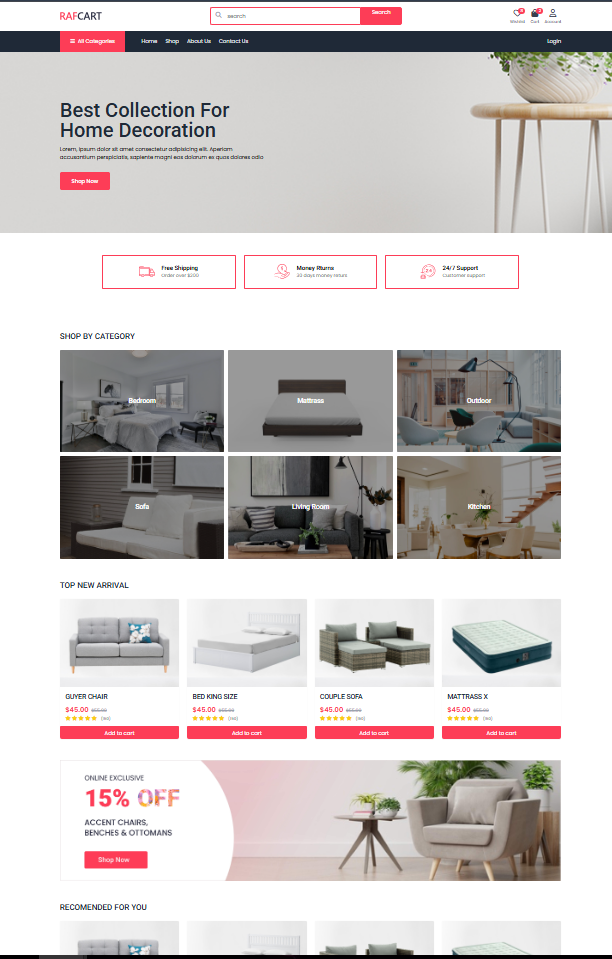 RAFCART
search
Search
Wishlist
Cart
Account
All Categories
Home
Shop
About Us
Contact Us
Login
Best Collection For
Home Decoration
Lorem, ipsum dolor sit amet consectetur adipisicing elit. Aperiam
accusantium perspiciatis, sapiente magni eos dolorum ex quos dolores odio
Shop Now
Free Shipping
Order over $200
Money Rturns
30 days money return
24/7 Support
Customer support
SHOP BY CATEGORY
Bedroom
Mattrass
Outdoor
Sofa
Living Room
Kitchen
TOP NEW ARRIVAL
GUYER CHAIR
$45.00 $55.00
(150)
Add to cart
BED KING SIZE
$45.00 $55.00
(150)
Add to cart
COUPLE SOFA
$45.00 $55.00
(150)
Add to cart
MATTRASS X
$45.00 $55.00
(150)
Add to cart
ONLINE EXCLUSIVE
15% OFF
ACCENT CHAIRS,
BENCHES & OTTOMANS
Shop Now
RECOMENDED FOR YOU